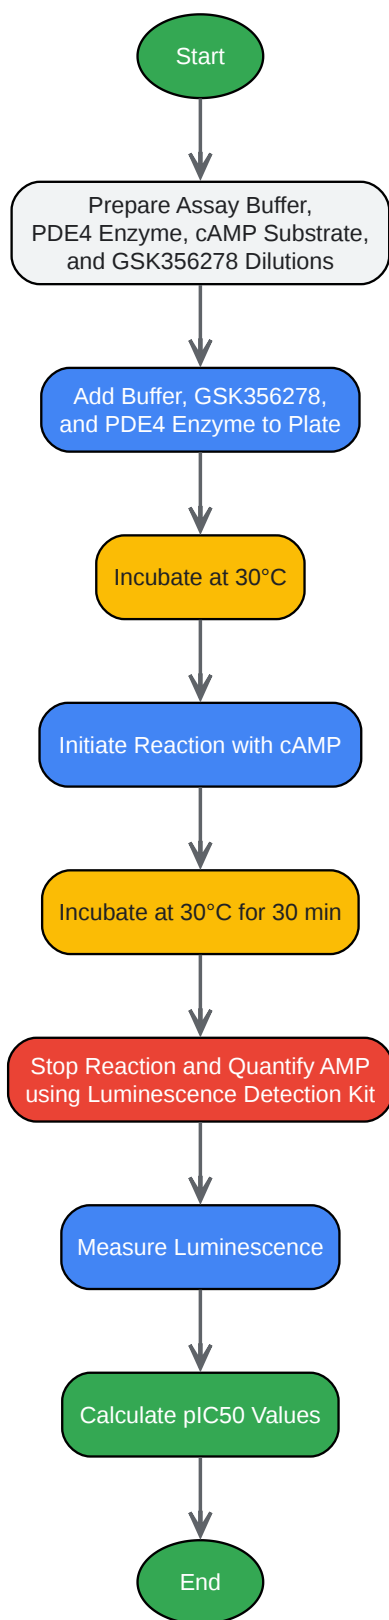 Start
Prepare Assay Buffer,
PDE4 Enzyme, cAMP Substrate,
and GSK356278 Dilutions
Add Buffer, GSK356278,
and PDE4 Enzyme to Plate
Incubate at 30°C
Initiate Reaction with cAMP
Incubate at 30°C for 30 min
Stop Reaction and Quantify AMP
using Luminescence Detection Kit
Measure Luminescence
Calculate pIC50 Values
End